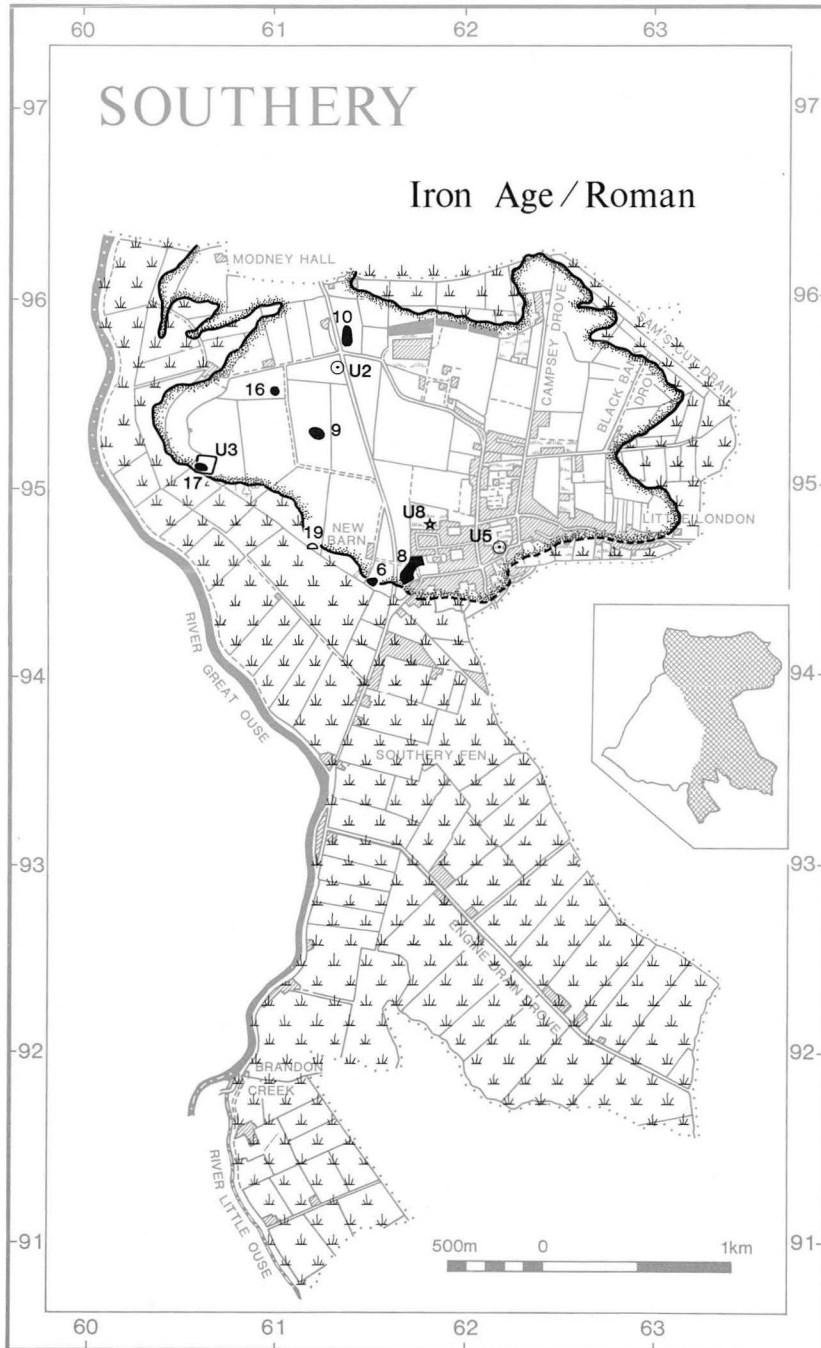 60 61 62 63
97 97
SOUTHERY
Iron Age / Roman
MODNEY HALL
96 96
10
CAMPSEY DROVE
SAM'S CUT DRAIN
U2
BLACK BANK DROVE
16
9
U3
17
95 95
U8
LITTLE LONDON
NEW BARN
19
U5
8
6
94 94
RIVER GREAT OUSE
SOUTHERY FEN
93 93
ENGINE DRAIN DROVE
92 92
BRANDON CREEK
RIVER LITTLE OUSE
91 91
500m 0 1km
60 61 62 63